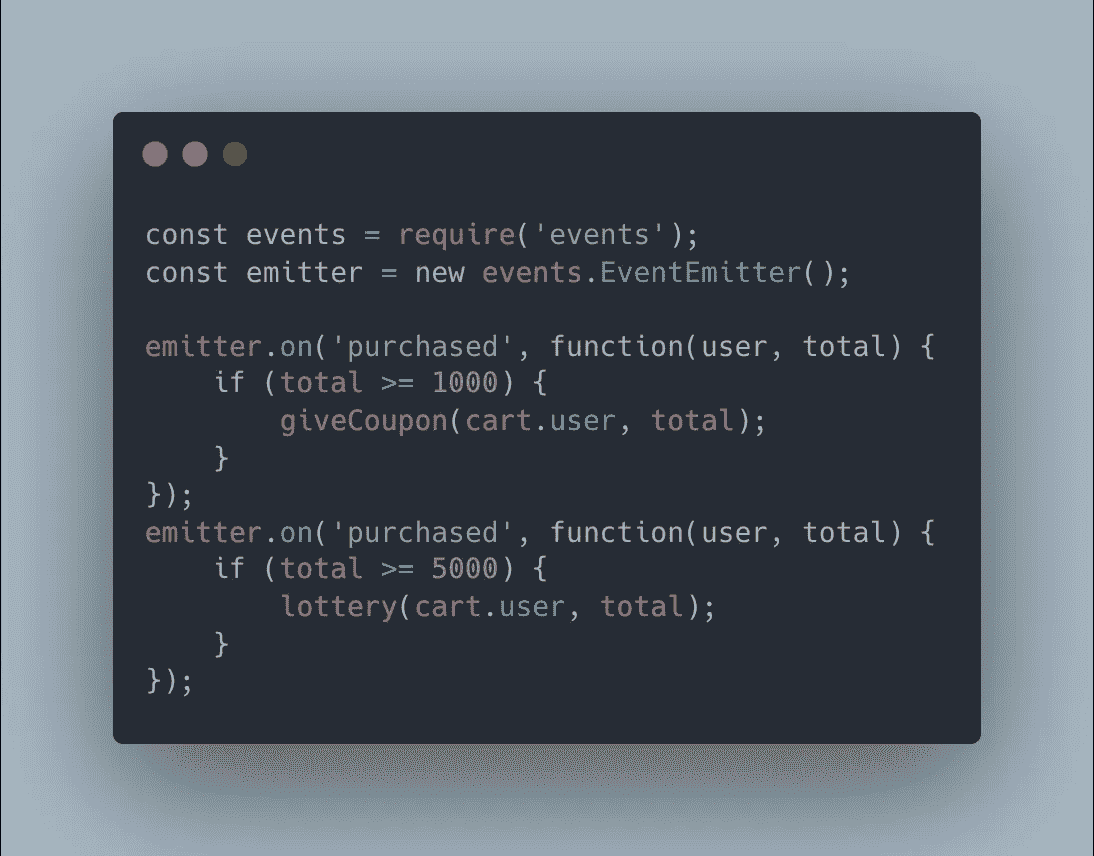 const events = require('events');
const emitter = new events.EventEmitter();

emitter.on('purchased', function(user, total) {
    if (total >= 1000) {
        giveCoupon(cart.user, total);
    }
});
emitter.on('purchased', function(user, total) {
    if (total >= 5000) {
        lottery(cart.user, total);
    }
});